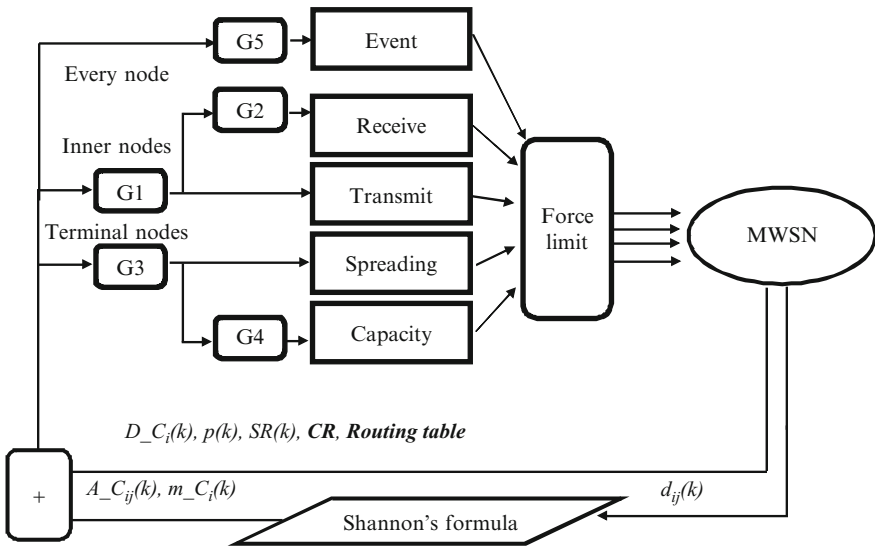 G5
Event
Every node
G2
Receive
Inner nodes
G1
Transmit
Force
limit
MWSN
Terminal nodes
G3
Spreading
G4
Capacity
D_C_i(k), p(k), SR(k), CR, Routing table
+
A_C_ij(k), m_C_i(k)
d_ij(k)
Shannon's formula